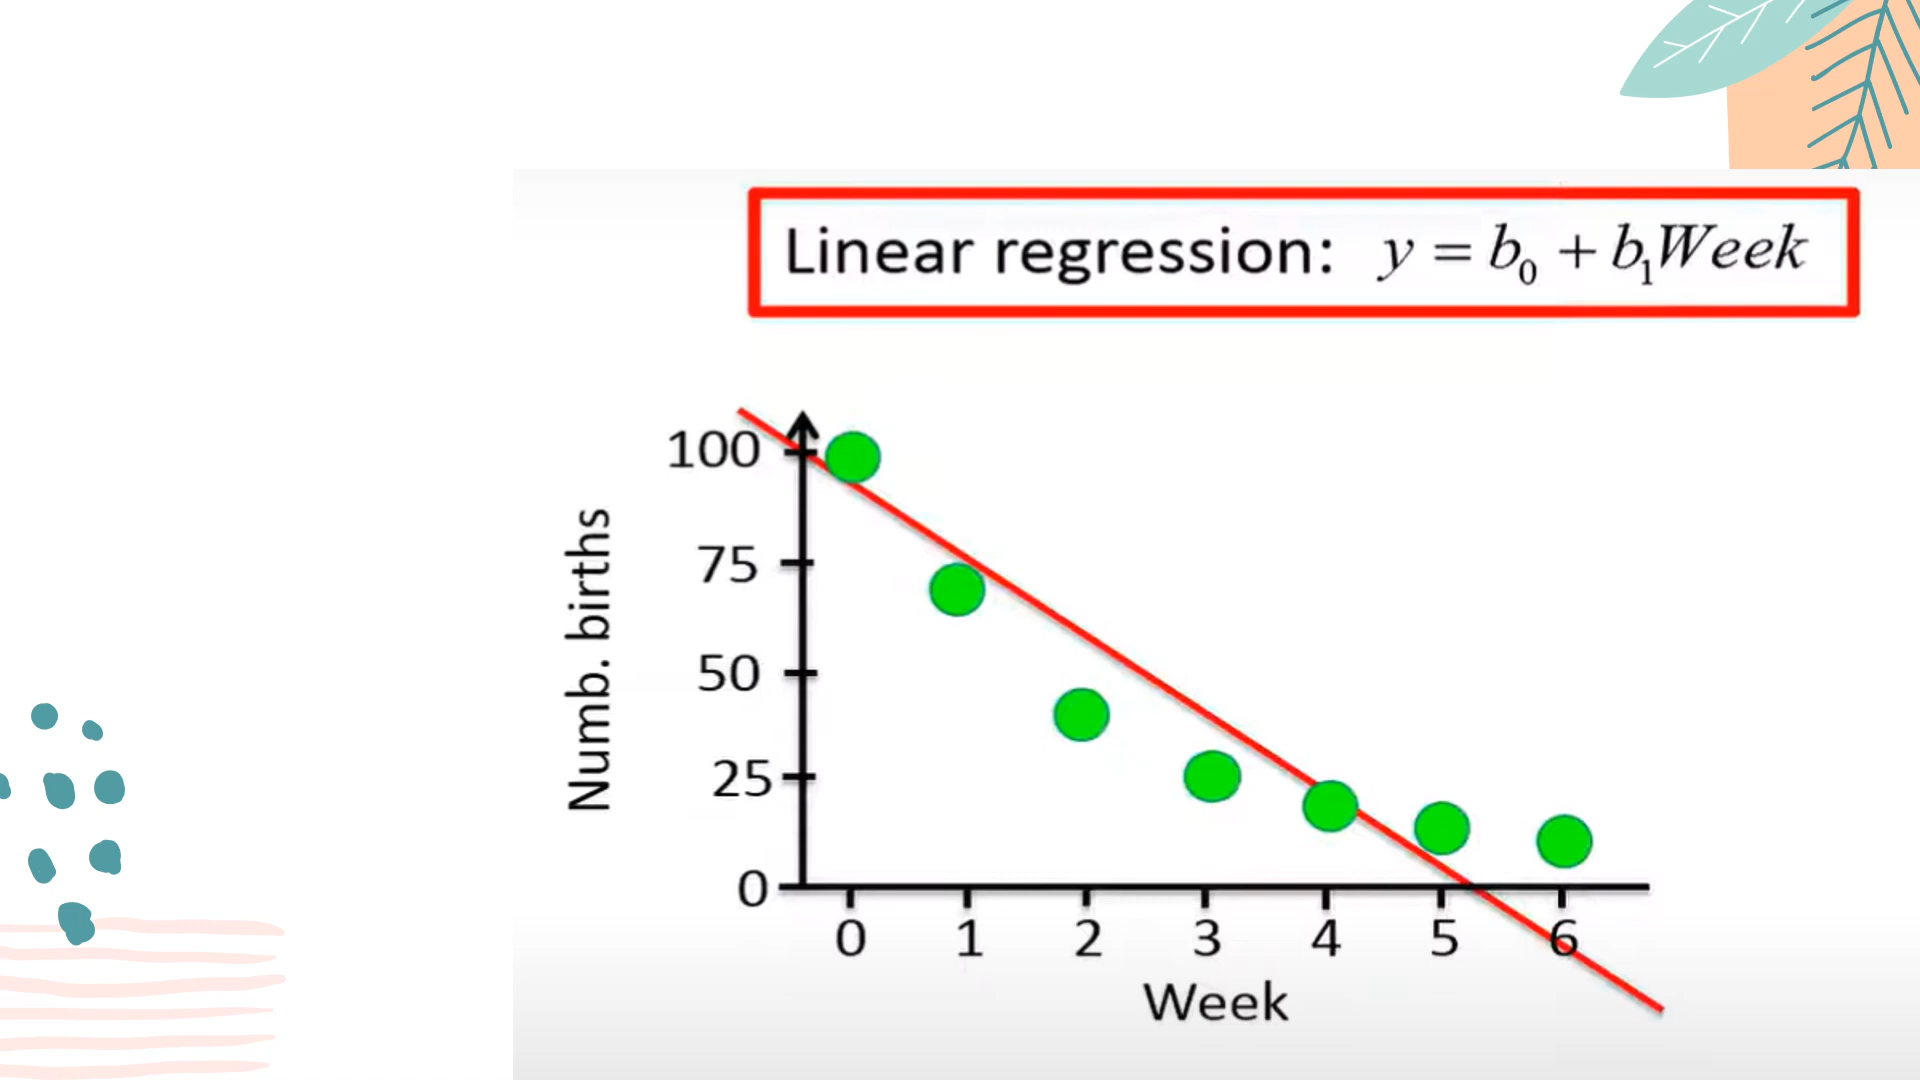 Linear regression: y = b₀ + b₁Week
100
75
50
25
0
Numb. births
0 1 2 3 4 5 6
Week